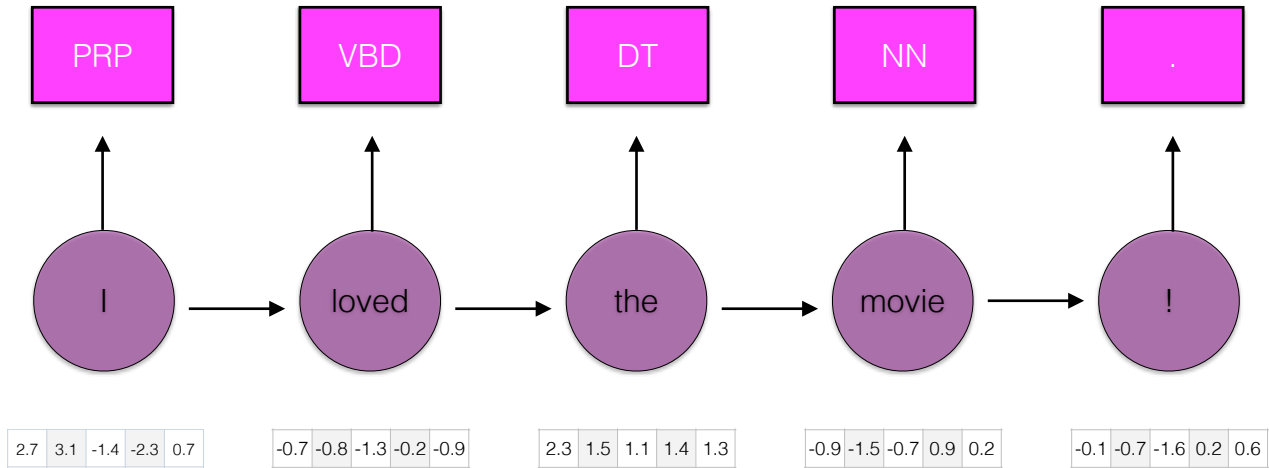 PRP VBD DT NN .
I loved the movie !
2.7 3.1 -1.4 -2.3 0.7 -0.7 -0.8 -1.3 -0.2 -0.9 2.3 1.5 1.1 1.4 1.3 -0.9 -1.5 -0.7 0.9 0.2 -0.1 -0.7 -1.6 0.2 0.6